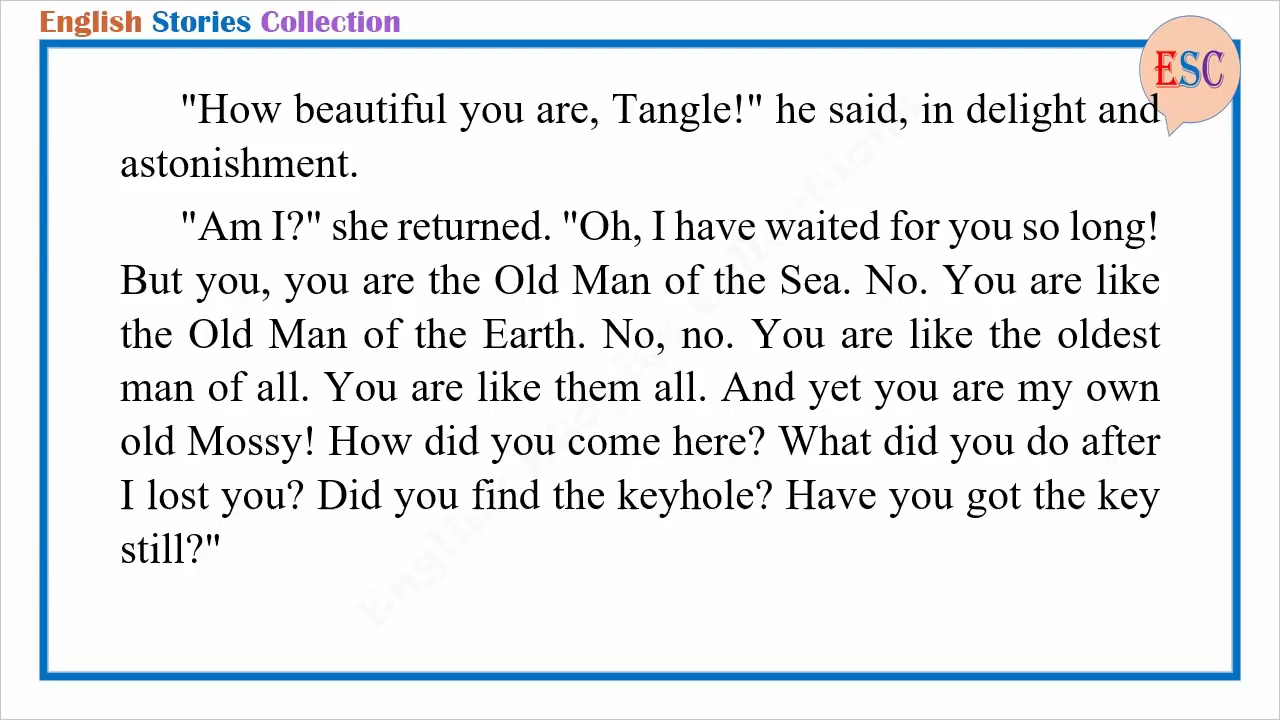 English Stories Collection
ESC
"How beautiful you are, Tangle!" he said, in delight and
astonishment.
"Am I?" she returned. "Oh, I have waited for you so long!
But you, you are the Old Man of the Sea. No. You are like
the Old Man of the Earth. No, no. You are like the oldest
man of all. You are like them all. And yet you are my own
old Mossy! How did you come here? What did you do after
I lost you? Did you find the keyhole? Have you got the key
still?"